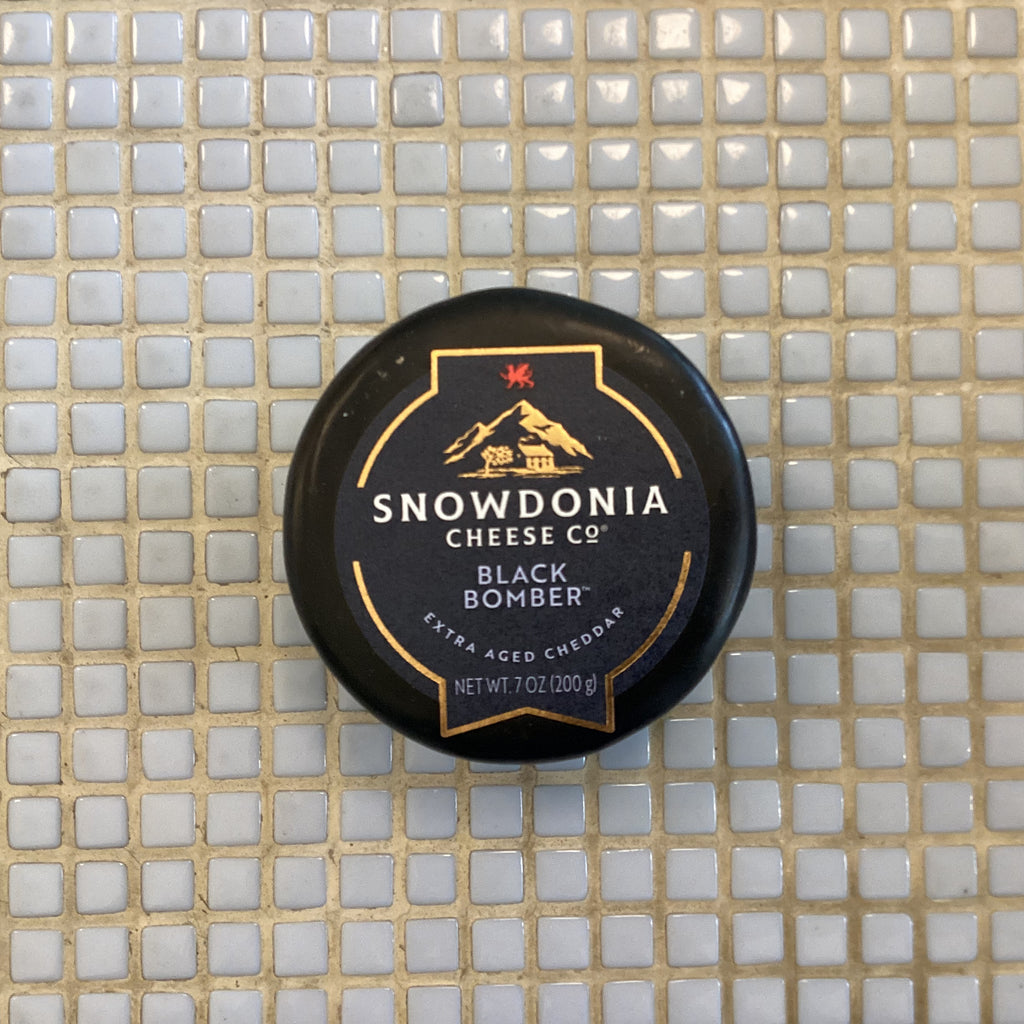 SNOWDONIA
CHEESE Cº®
BLACK
BOMBER™
EXTRA AGED CHEDDAR
NET WT. 7 OZ (200 g)